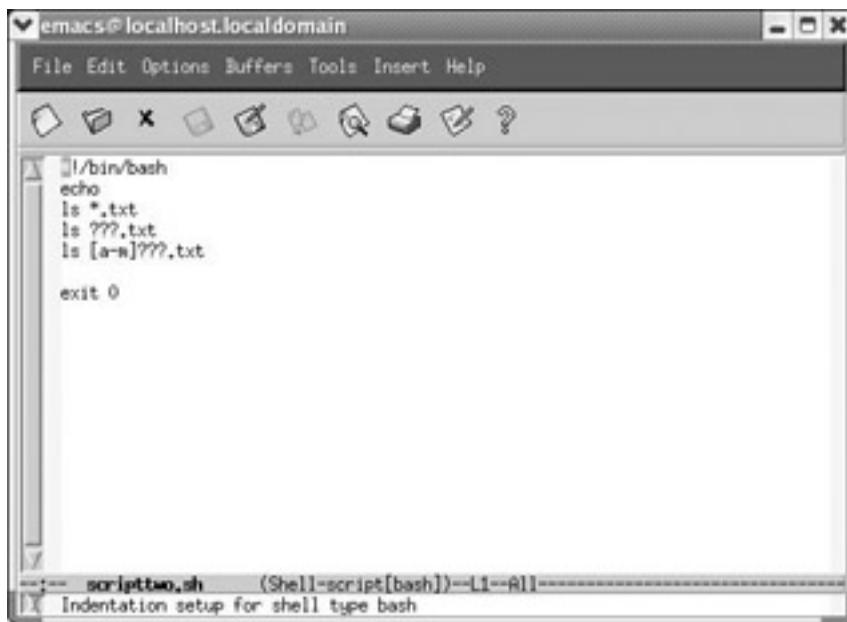 emacs@localhost.localdomain
File Edit Options Buffers Tools Insert Help
!/bin/bash
echo
ls *.txt
ls ???.txt
ls [a-m]???.txt
exit 0
--:-- scripttwo.sh (Shell-script[bash])--L1--All--------------------
Indentation setup for shell type bash